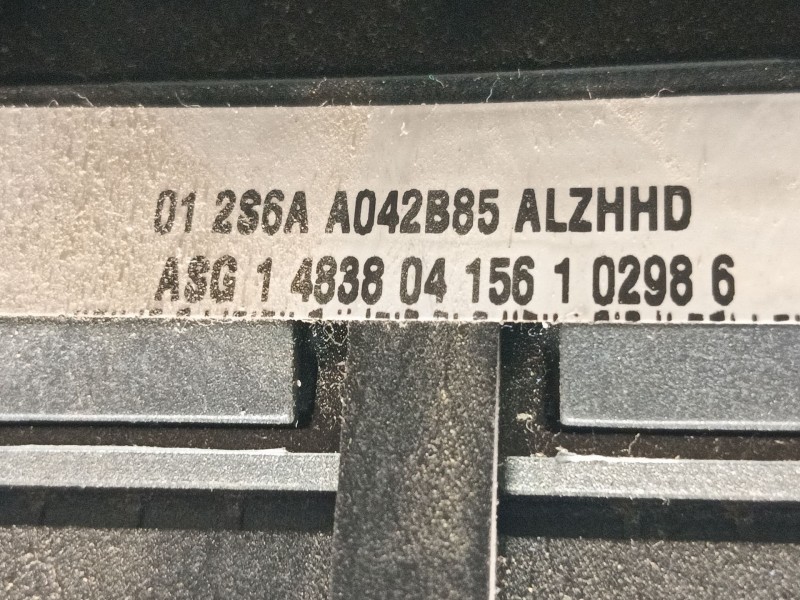 01 2S6A A042B85 ALZHHD
ASG 1 4838 04 156 1 0298 6